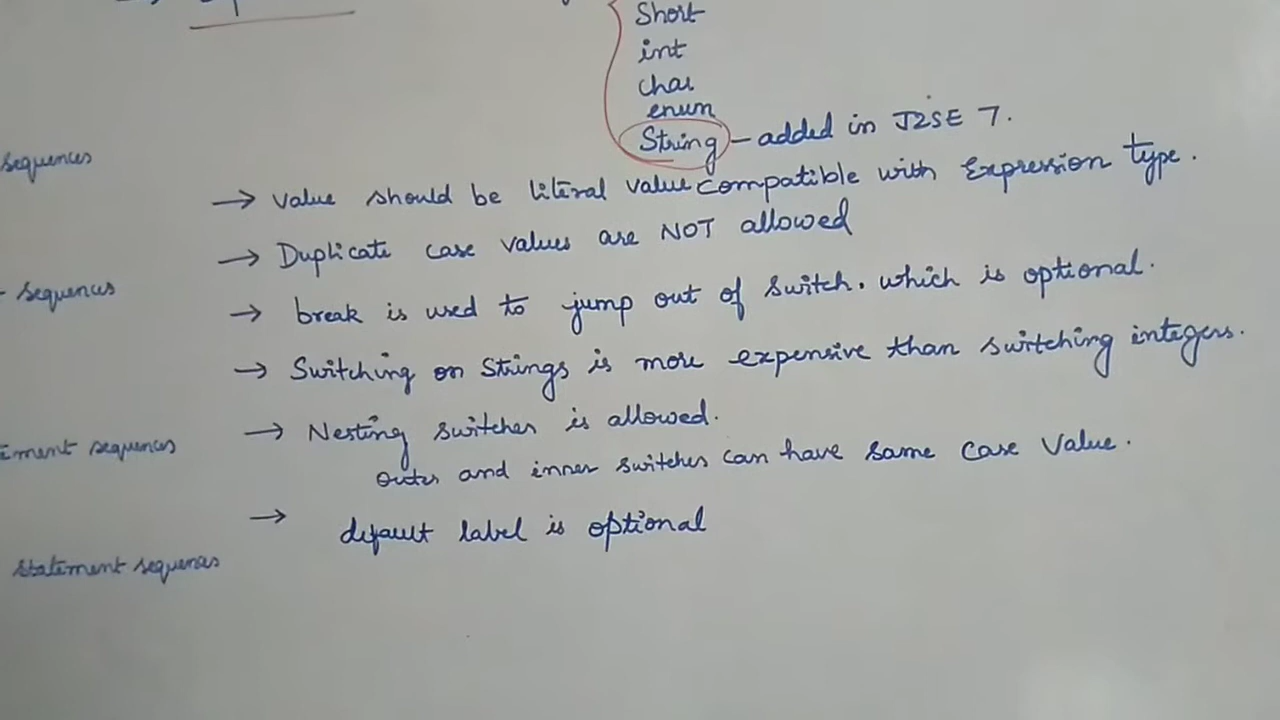 Short
int
char
enum
String - added in J2SE 7.
sequences
→ value should be literal value compatible with Expression type.
→ Duplicate case values are NOT allowed
sequences
→ break is used to jump out of switch. which is optional.
→ Switching on Strings is more expensive than switching integers.
→ Nesting switches is allowed.
ement sequences
outer and inner switches can have same case value.
→ default label is optional
statement sequences